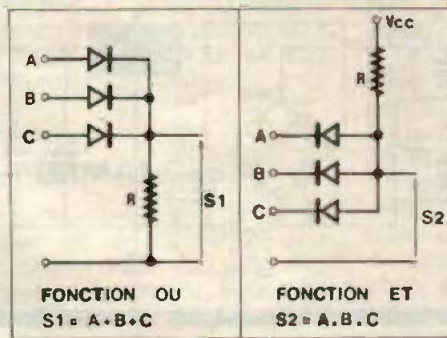 A
B
C
R
S1
FONCTION OU
S1 = A+B+C
Vcc
R
A
B
C
S2
FONCTION ET
S2 = A.B.C